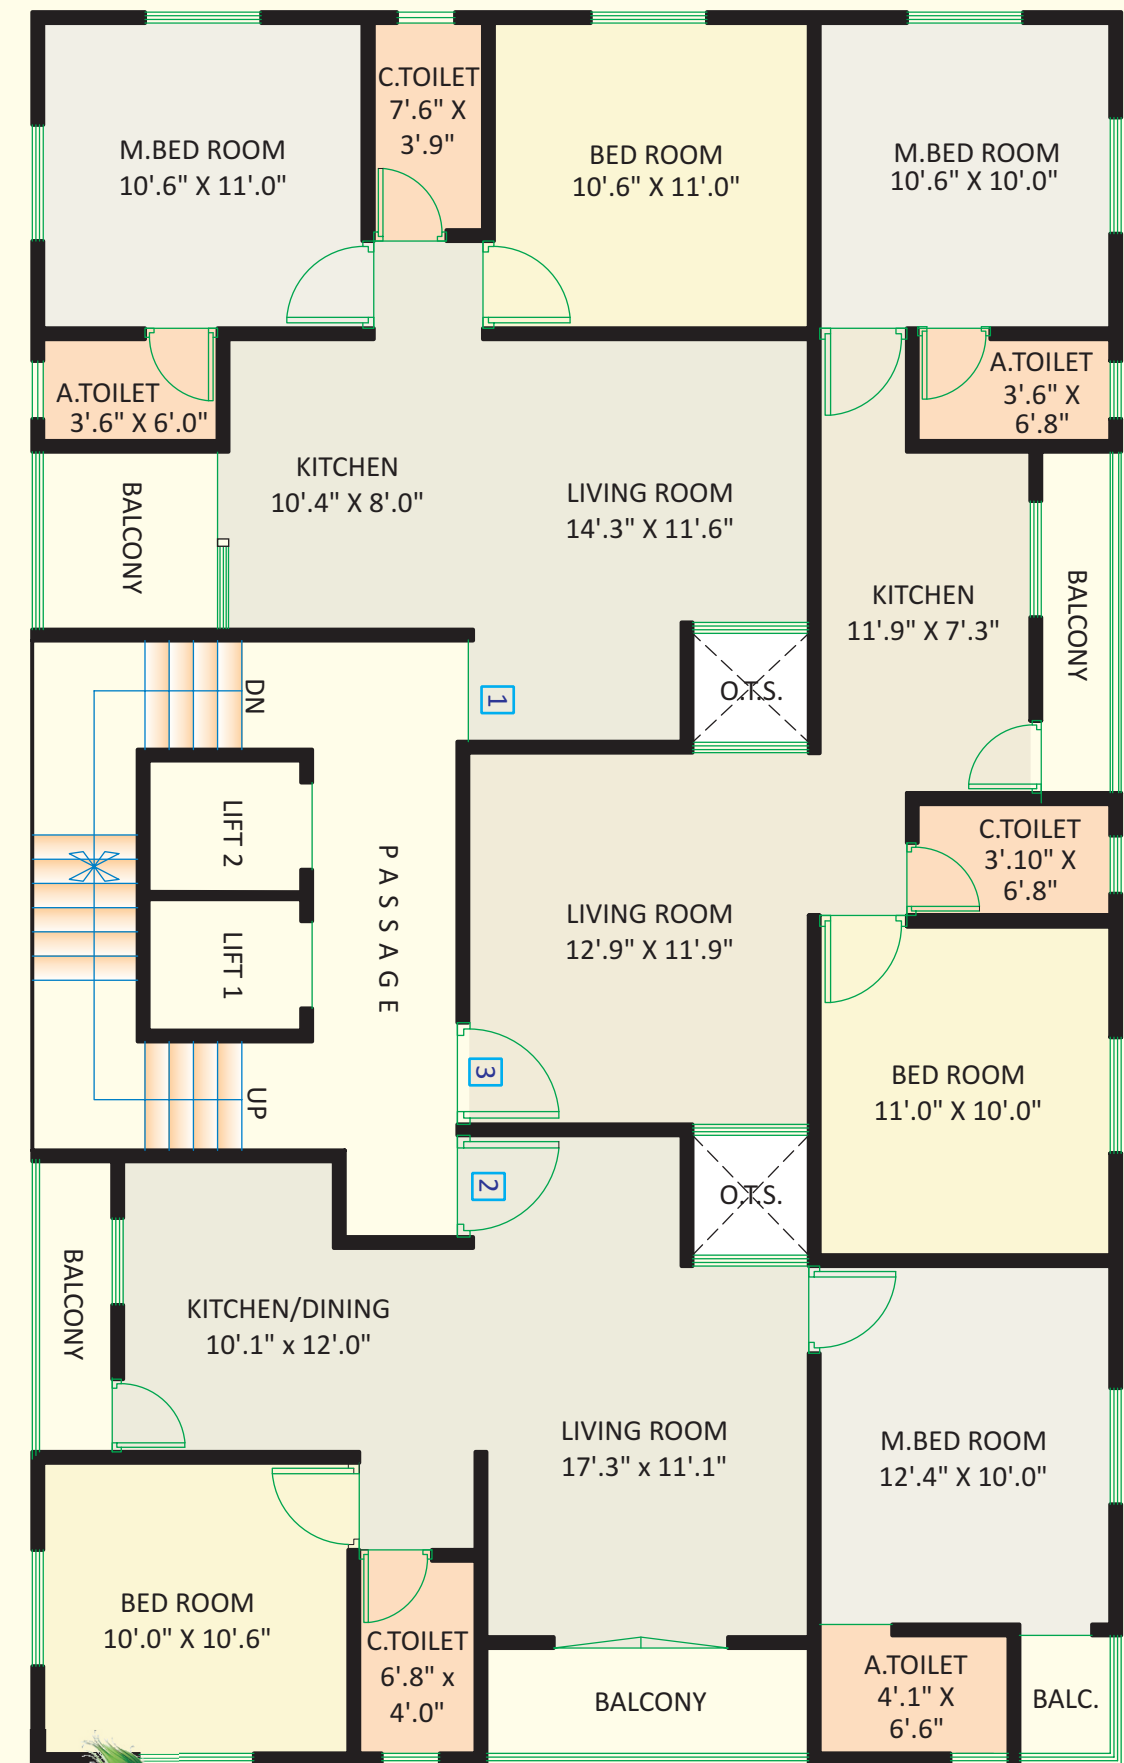 M.BED ROOM
10'.6" X 11'.0"
C.TOILET
7'.6" X
3'.9"
BED ROOM
10'.6" X 11'.0"
M.BED ROOM
10'.6" X 10'.0"
A.TOILET
3'.6" X 6'.0"
A.TOILET
3'.6" X
6'.8"
BALCONY
KITCHEN
10'.4" X 8'.0"
LIVING ROOM
14'.3" X 11'.6"
KITCHEN
11'.9" X 7'.3"
BALCONY
DN
1
O.T.S.
LIFT 2
PASSAGE
C.TOILET
3'.10" X
6'.8"
LIFT 1
LIVING ROOM
12'.9" X 11'.9"
UP
3
BED ROOM
11'.0" X 10'.0"
2
O.T.S.
BALCONY
KITCHEN/DINING
10'.1" x 12'.0"
LIVING ROOM
17'.3" x 11'.1"
M.BED ROOM
12'.4" X 10'.0"
BED ROOM
10'.0" X 10'.6"
C.TOILET
6'.8" x
4'.0"
BALCONY
A.TOILET
4'.1" X
6'.6"
BALC.